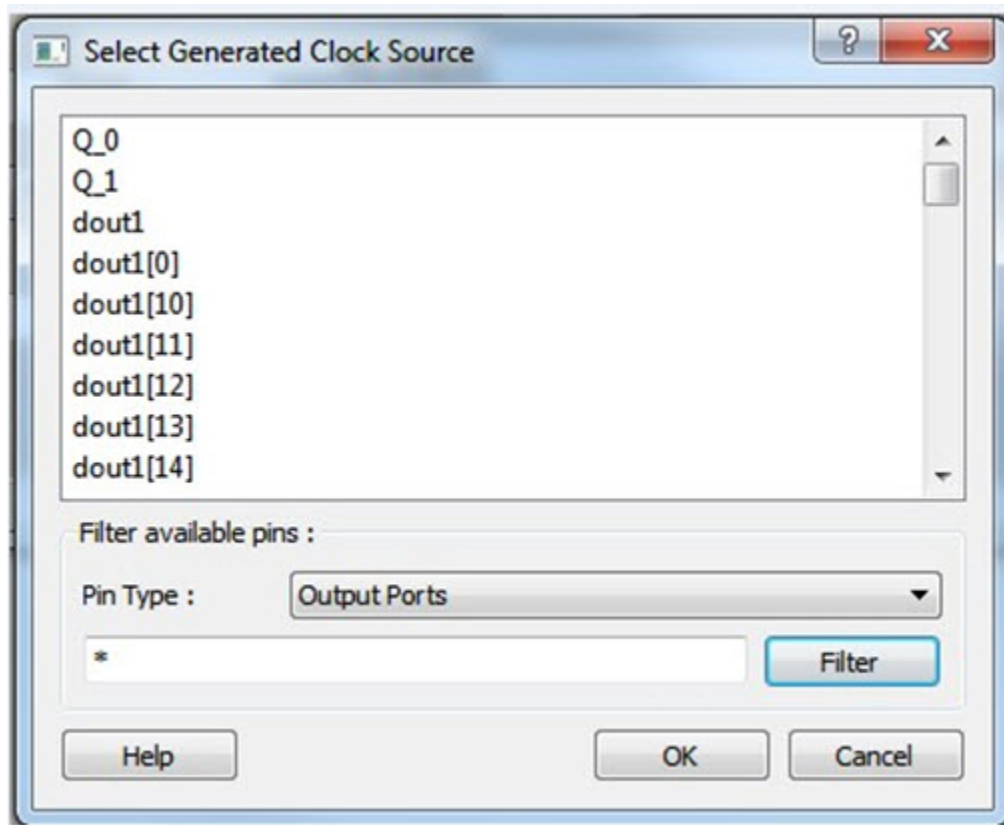 Select Generated Clock Source
?
X
Q_0
Q_1
dout1
dout1[0]
dout1[10]
dout1[11]
dout1[12]
dout1[13]
dout1[14]
Filter available pins :
Pin Type : Output Ports
* Filter
Help OK Cancel